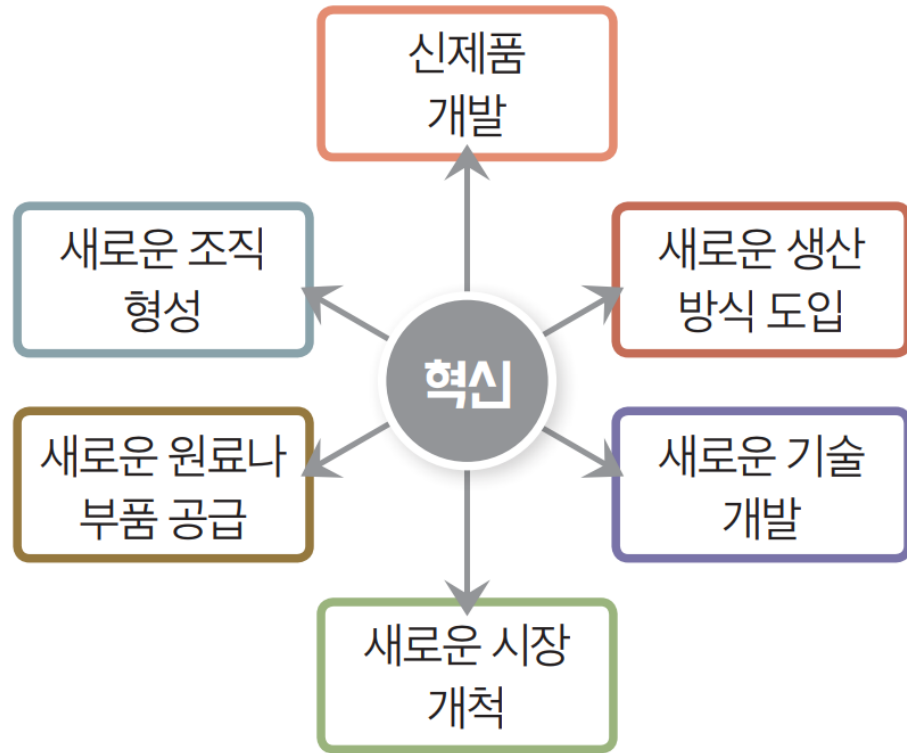 신제품
개발
새로운 조직
형성
새로운 생산
방식 도입
혁신
새로운 원료나
부품 공급
새로운 기술
개발
새로운 시장
개척